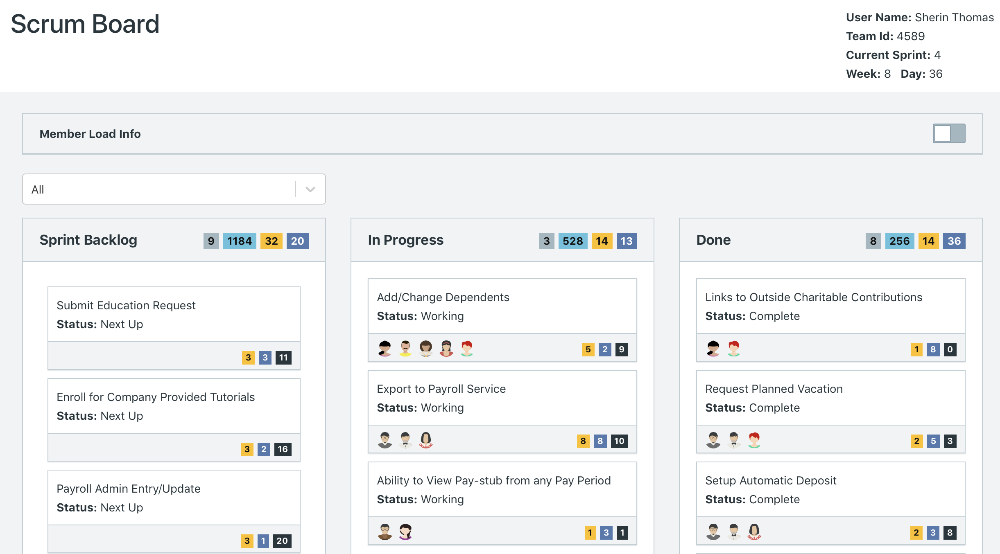 Scrum Board
User Name: Sherin Thomas
Team Id: 4589
Current Sprint: 4
Week: 8 Day: 36
Member Load Info
All
Sprint Backlog 9 1184 32 20
Submit Education Request
Status: Next Up
3 3 11
Enroll for Company Provided Tutorials
Status: Next Up
3 2 16
Payroll Admin Entry/Update
Status: Next Up
3 1 20
In Progress 3 528 14 13
Add/Change Dependents
Status: Working
5 2 9
Export to Payroll Service
Status: Working
8 8 10
Ability to View Pay-stub from any Pay Period
Status: Working
1 3 1
Done 8 256 14 36
Links to Outside Charitable Contributions
Status: Complete
1 8 0
Request Planned Vacation
Status: Complete
2 5 3
Setup Automatic Deposit
Status: Complete
2 3 8